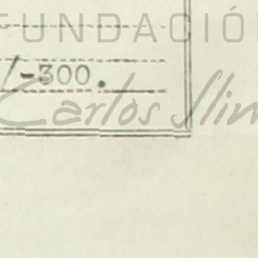 FUNDACIÓ
/-300.
Carlos Slim